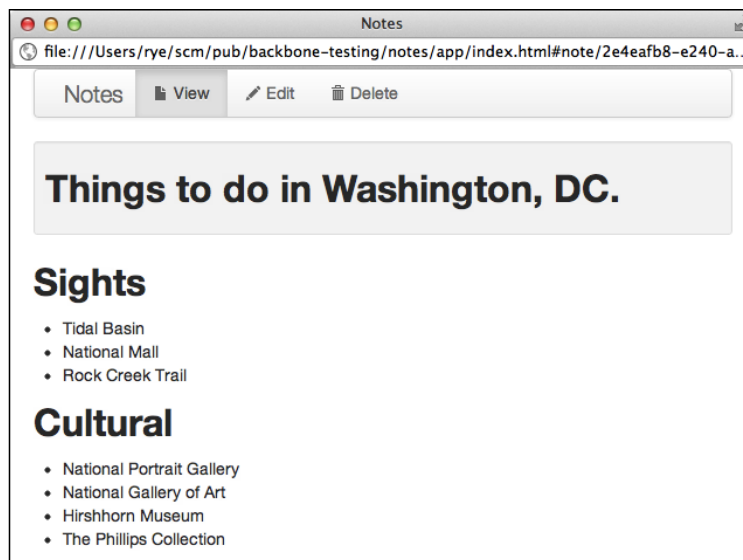 Notes
file:///Users/rye/scm/pub/backbone-testing/notes/app/index.html#note/2e4eafb8-e240-a...
Notes View Edit Delete
Things to do in Washington, DC.
Sights
• Tidal Basin
• National Mall
• Rock Creek Trail
Cultural
• National Portrait Gallery
• National Gallery of Art
• Hirshhorn Museum
• The Phillips Collection